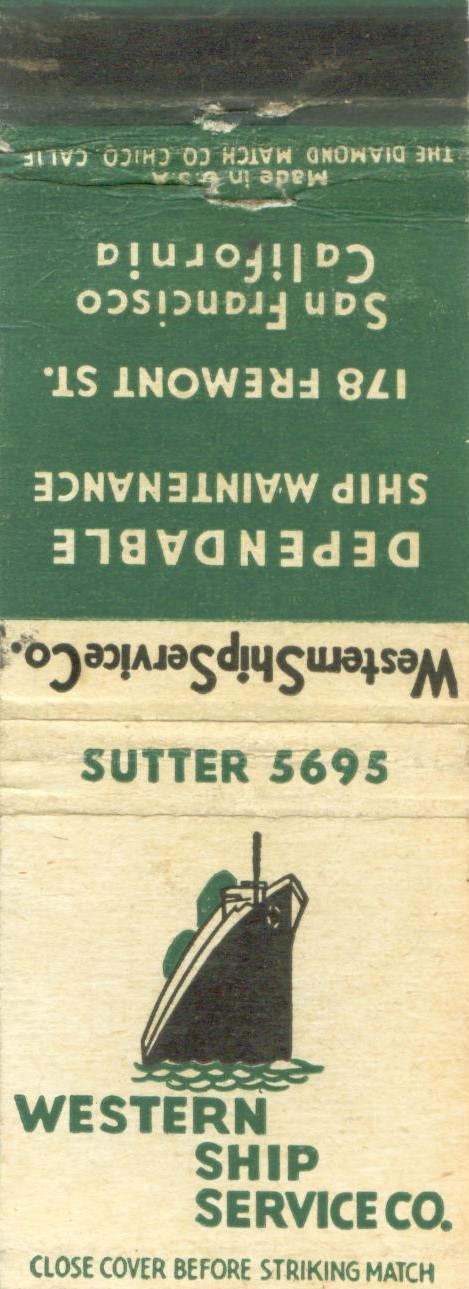 SUTTER 5695
WESTERN
SHIP
SERVICE CO.
CLOSE COVER BEFORE STRIKING MATCH
Western Ship Service Co.
DEPENDABLE
SHIP MAINTENANCE
178 FREMONT ST.
San Francisco
California
Made in U.S.A.
THE DIAMOND MATCH CO. CHICO, CALIF